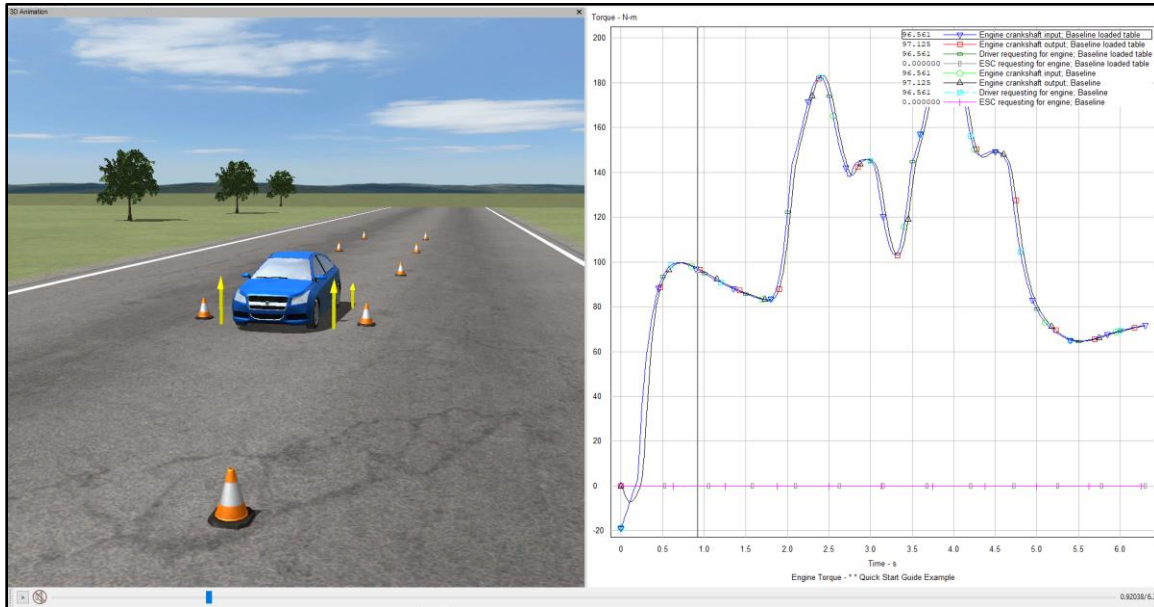 3D Animation
Torque - N-m
96.561 Engine crankshaft input; Baseline loaded table
97.125 Engine crankshaft output; Baseline loaded table
96.561 Driver requesting for engine; Baseline loaded table
0.000000 ESC requesting for engine; Baseline loaded table
96.561 Engine crankshaft input; Baseline
97.125 Engine crankshaft output; Baseline
96.561 Driver requesting for engine; Baseline
0.000000 ESC requesting for engine; Baseline
200
180
160
140
120
100
80
60
40
20
0
-20
0 0.5 1.0 1.5 2.0 2.5 3.0 3.5 4.0 4.5 5.0 5.5 6.0
Time - s
Engine Torque - * * Quick Start Guide Example